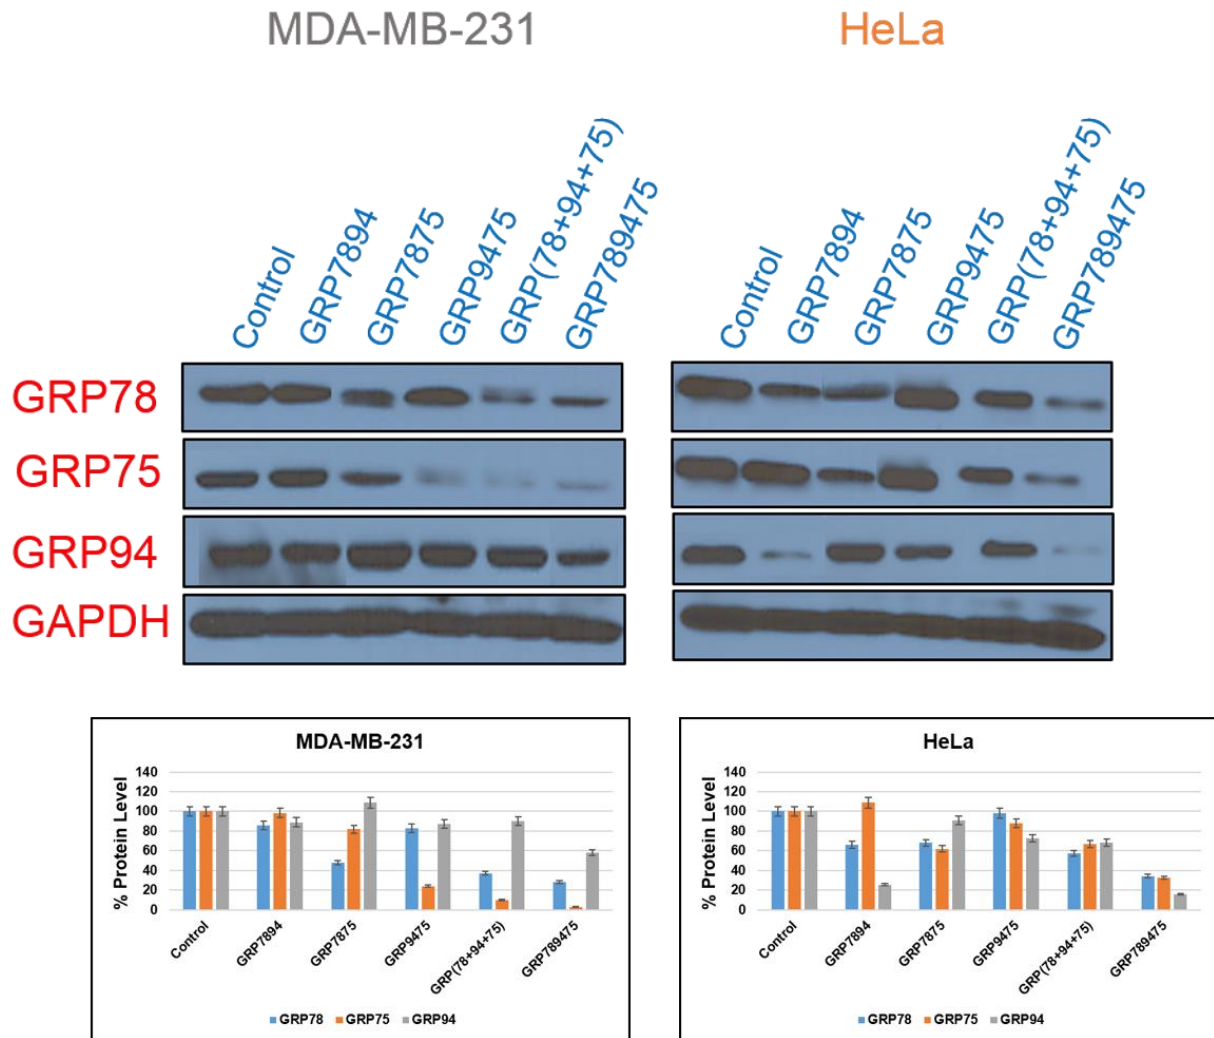 MDA-MB-231
HeLa
Control
GRP7894
GRP7875
GRP9475
GRP(78+94+75)
GRP789475
Control
GRP7894
GRP7875
GRP9475
GRP(78+94+75)
GRP789475
GRP78
GRP75
GRP94
GAPDH
MDA-MB-231
% Protein Level
140
120
100
80
60
40
20
0
Control
GRP7894
GRP7875
GRP9475
GRP(78+94+75)
GRP789475
GRP78 GRP75 GRP94
HeLa
% Protein Level
140
120
100
80
60
40
20
0
Control
GRP7894
GRP7875
GRP9475
GRP(78+94+75)
GRP789475
GRP78 GRP75 GRP94